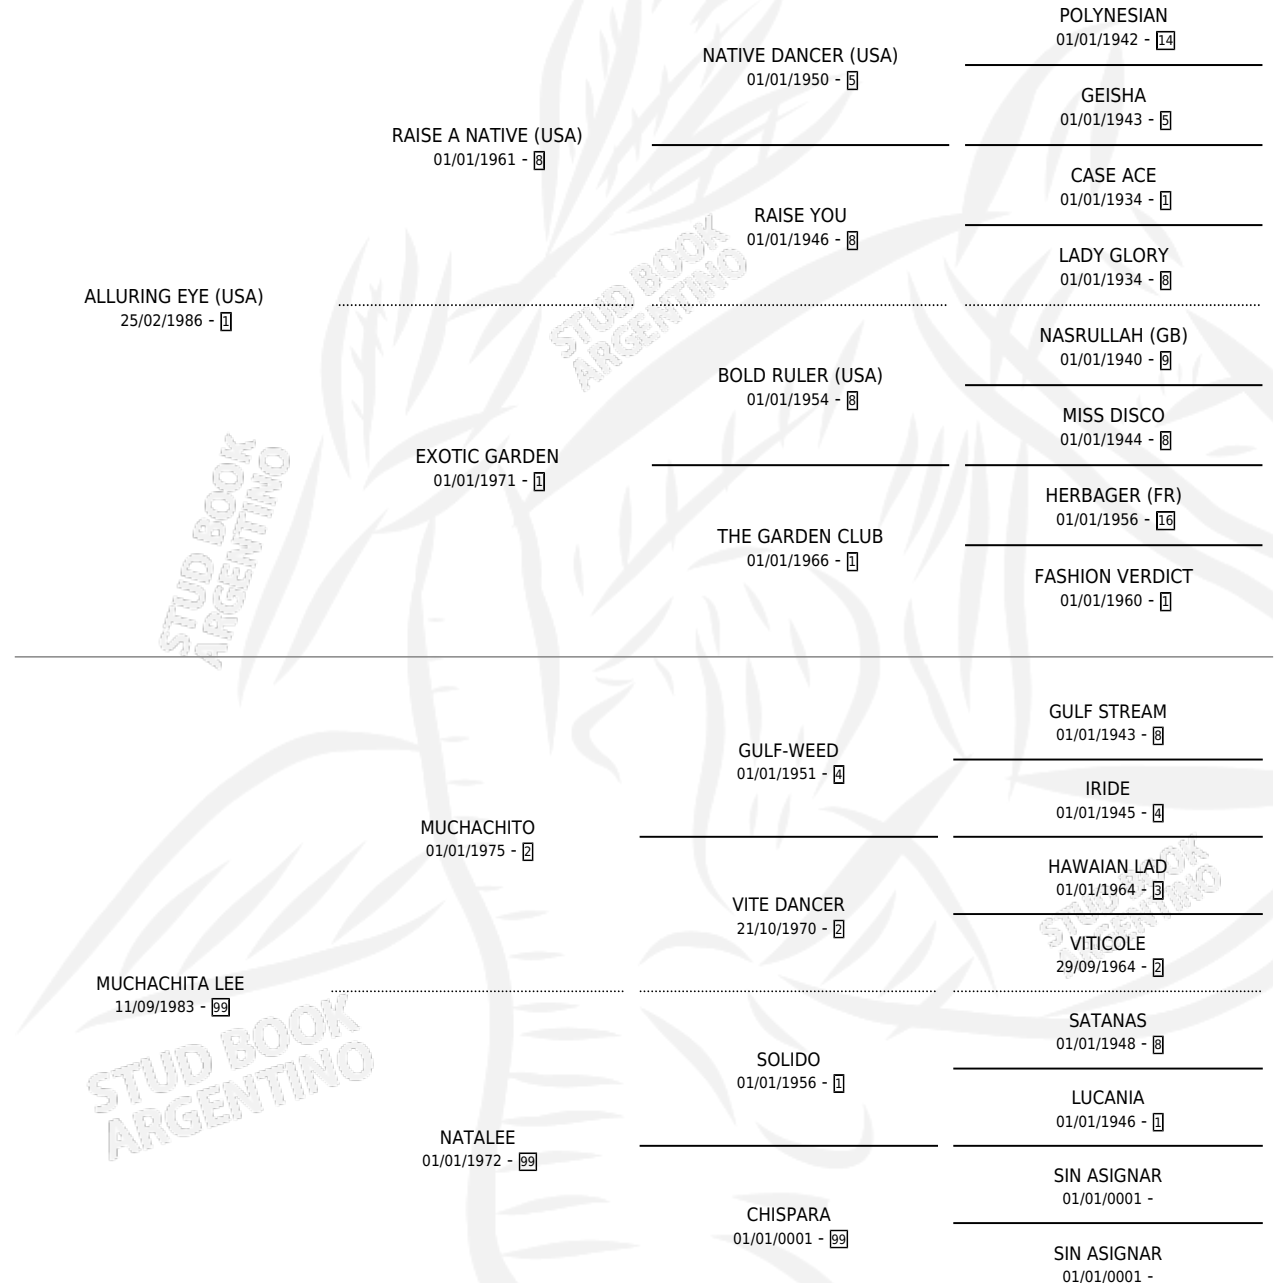 POLYNESIAN
01/01/1942 - 14
NATIVE DANCER (USA)
01/01/1950 - 5
GEISHA
01/01/1943 - 5
RAISE A NATIVE (USA)
01/01/1961 - 8
CASE ACE
01/01/1934 - 1
RAISE YOU
01/01/1946 - 8
LADY GLORY
01/01/1934 - 8
ALLURING EYE (USA)
25/02/1986 - 1
NASRULLAH (GB)
01/01/1940 - 9
BOLD RULER (USA)
01/01/1954 - 8
MISS DISCO
01/01/1944 - 8
EXOTIC GARDEN
01/01/1971 - 1
HERBAGER (FR)
01/01/1956 - 16
THE GARDEN CLUB
01/01/1966 - 1
FASHION VERDICT
01/01/1960 - 1
GULF STREAM
01/01/1943 - 8
GULF-WEED
01/01/1951 - 4
IRIDE
01/01/1945 - 4
MUCHACHITO
01/01/1975 - 2
HAWAIAN LAD
01/01/1964 - 3
VITE DANCER
21/10/1970 - 2
VITICOLE
29/09/1964 - 2
MUCHACHITA LEE
11/09/1983 - 99
SATANAS
01/01/1948 - 8
SOLIDO
01/01/1956 - 1
LUCANIA
01/01/1946 - 1
NATALEE
01/01/1972 - 99
SIN ASIGNAR
01/01/0001 -
CHISPARA
01/01/0001 - 99
SIN ASIGNAR
01/01/0001 -
STUD BOOK
ARGENTINO
STUD BOOK
ARGENTINO
STUD BOOK
ARGENTINO
STUD BOOK
ARGENTINO